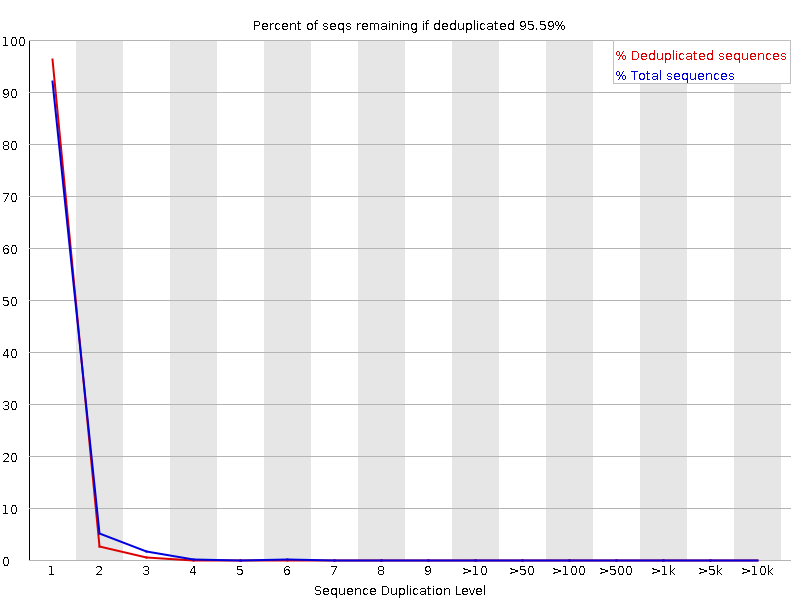 Percent of seqs remaining if deduplicated 95.59%
% Deduplicated sequences
% Total sequences
100
90
80
70
60
50
40
30
20
10
0
1 2 3 4 5 6 7 8 9 >10 >50 >100 >500 >1k >5k >10k
Sequence Duplication Level